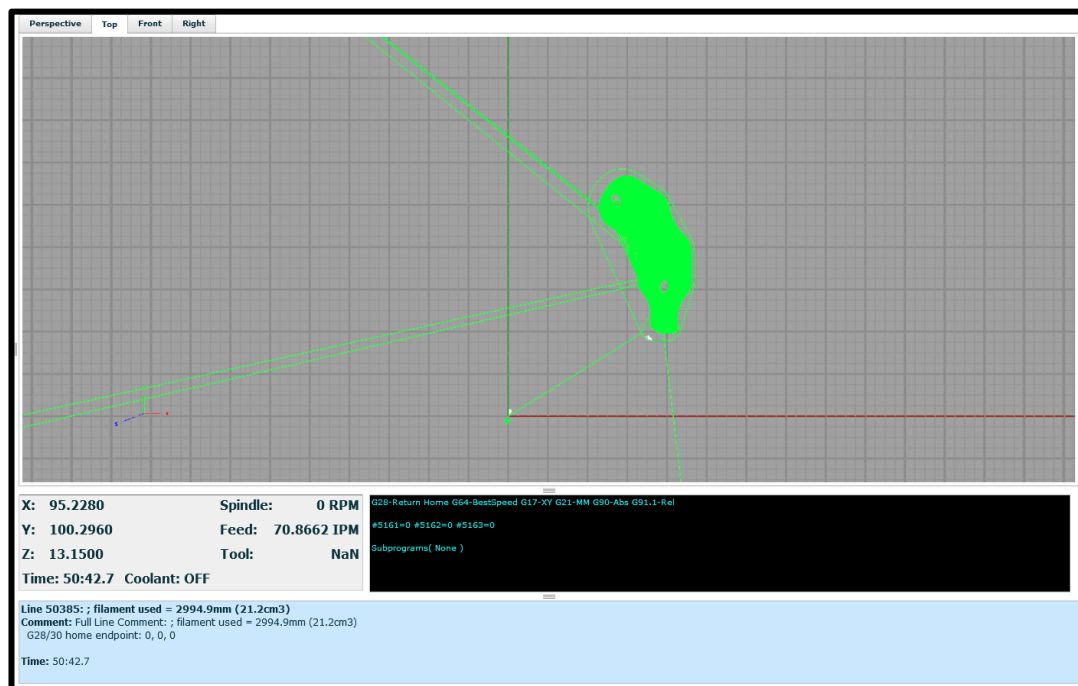 Perspective Top Front Right
X: 95.2280 Spindle: 0 RPM
Y: 100.2960 Feed: 70.8662 IPM
Z: 13.1500 Tool: NaN
Time: 50:42.7 Coolant: OFF
G28-Return Home G64-BestSpeed G17-XY G21-MM G90-Abs G91.1-Rel
#5161=0 #5162=0 #5163=0
Subprograms( None )
Line 50385: ; filament used = 2994.9mm (21.2cm3)
Comment: Full Line Comment: ; filament used = 2994.9mm (21.2cm3)
G28/30 home endpoint: 0, 0, 0
Time: 50:42.7